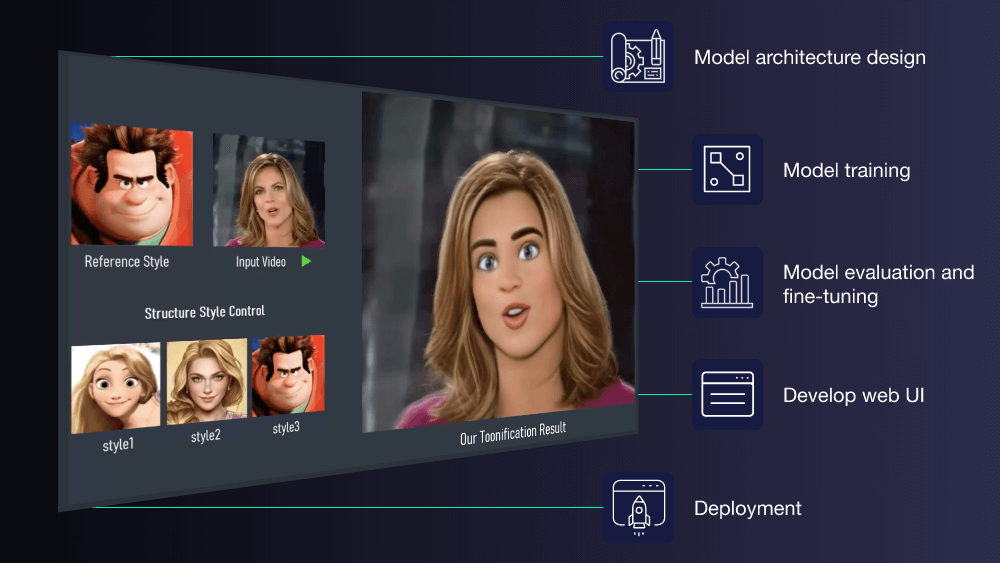 Model architecture design
Model training
Model evaluation and
fine-tuning
Develop web UI
Deployment
Reference Style
Input Video
Structure Style Control
style1
style2
style3
Our Toonification Result